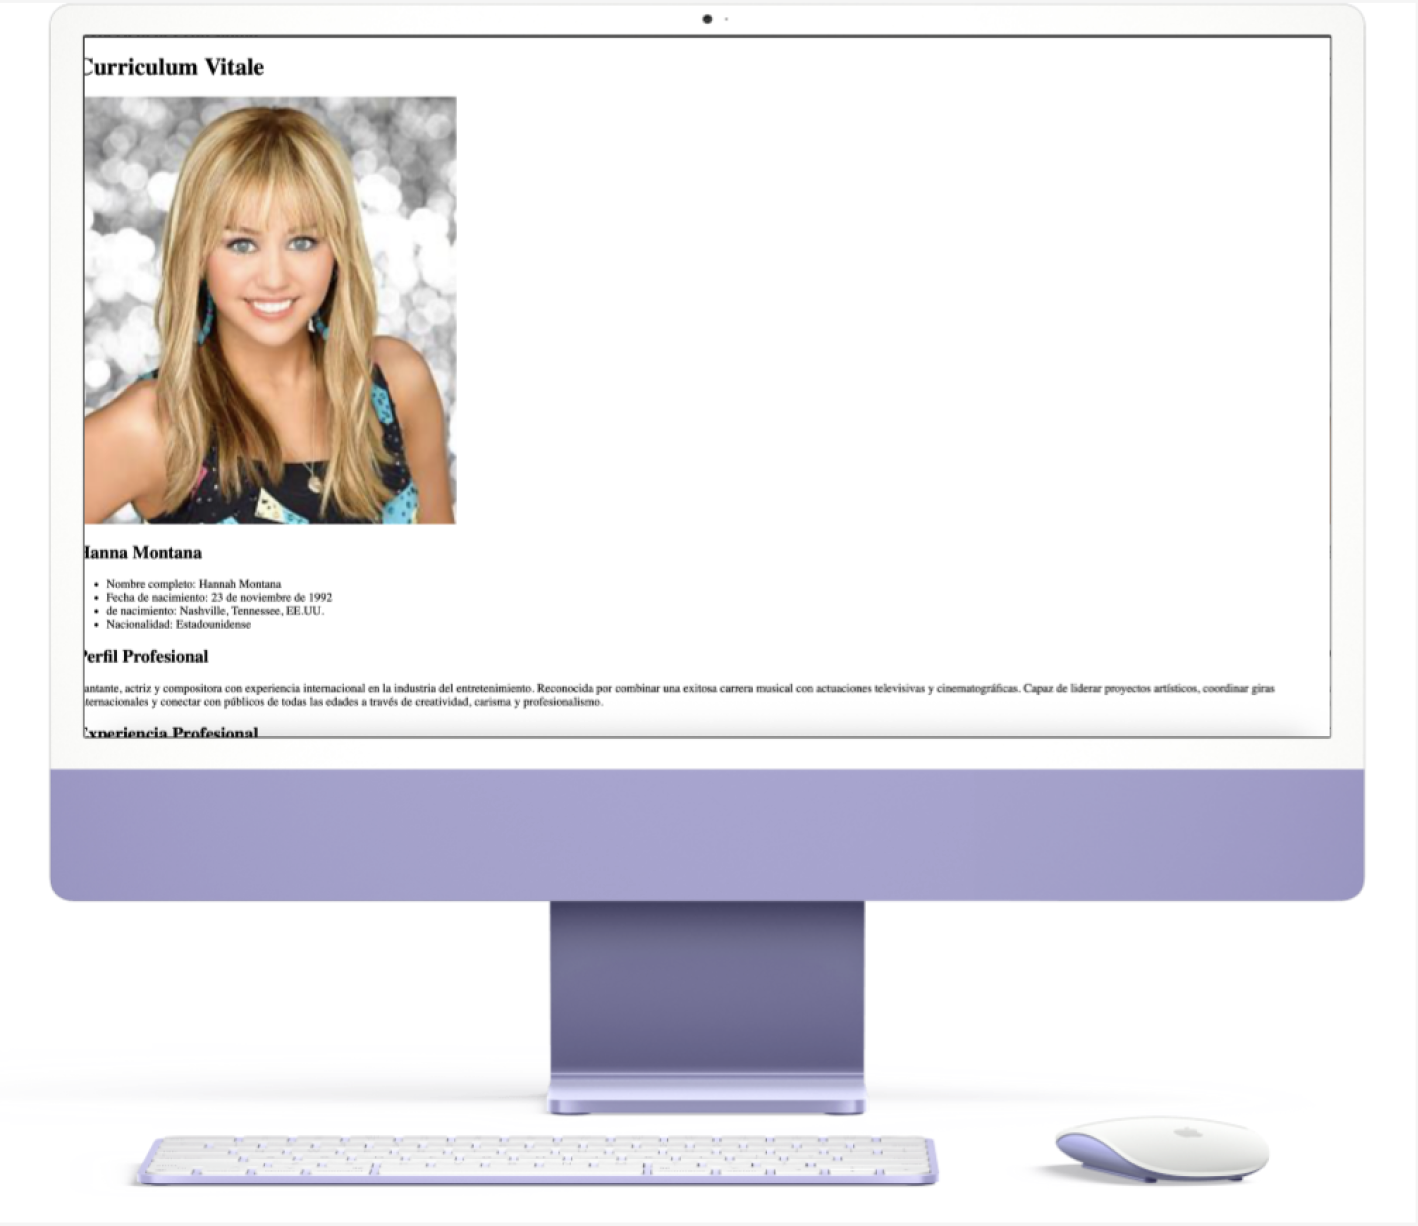 Curriculum Vitale
Hanna Montana
Nombre completo: Hannah Montana
Fecha de nacimiento: 23 de noviembre de 1992
de nacimiento: Nashville, Tennessee, EE.UU.
Nacionalidad: Estadounidense
Perfil Profesional
antante, actriz y compositora con experiencia internacional en la industria del entretenimiento. Reconocida por combinar una exitosa carrera musical con actuaciones televisivas y cinematográficas. Capaz de liderar proyectos artísticos, coordinar giras
ternacionales y conectar con públicos de todas las edades a través de creatividad, carisma y profesionalismo.
Experiencia Profesional